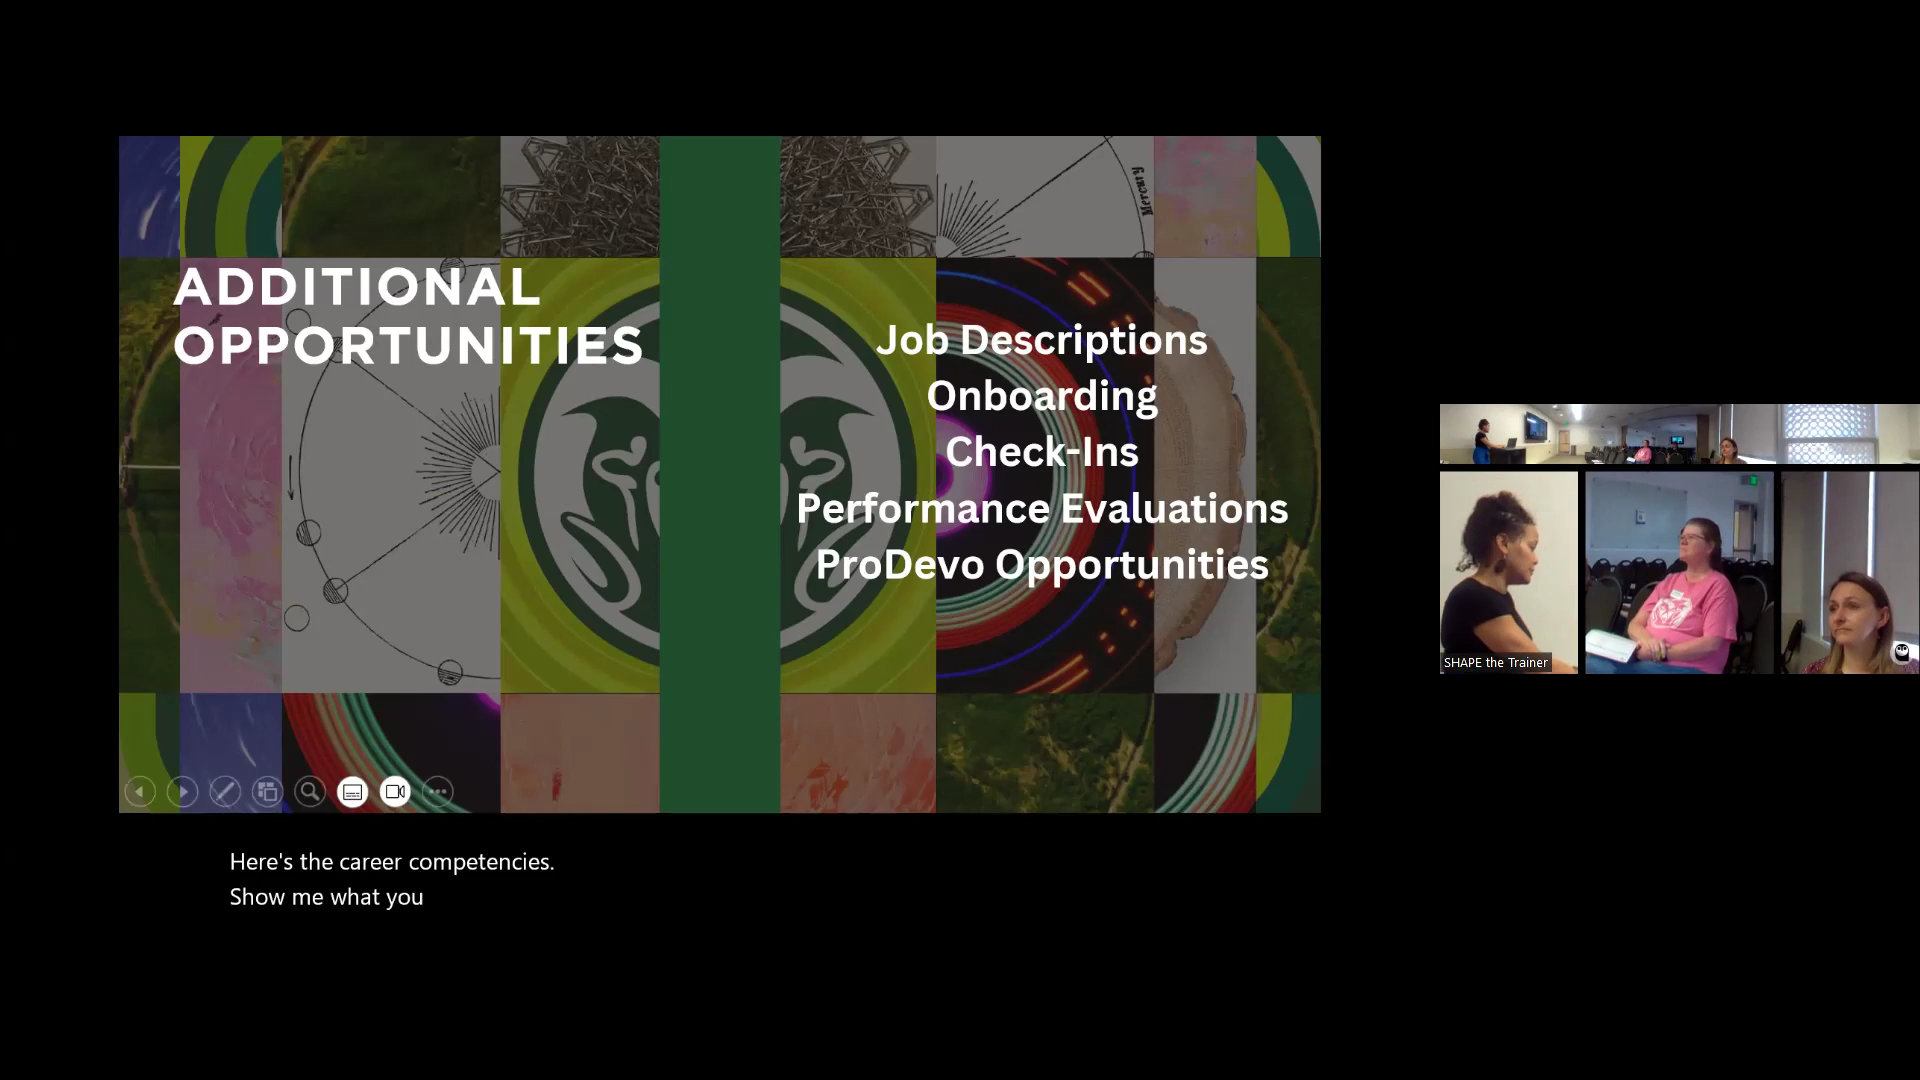 Mercury
ADDITIONAL
OPPORTUNITIES
Job Descriptions
Onboarding
Check-Ins
Performance Evaluations
ProDevo Opportunities
SHAPE the Trainer
Here's the career competencies.
Show me what you